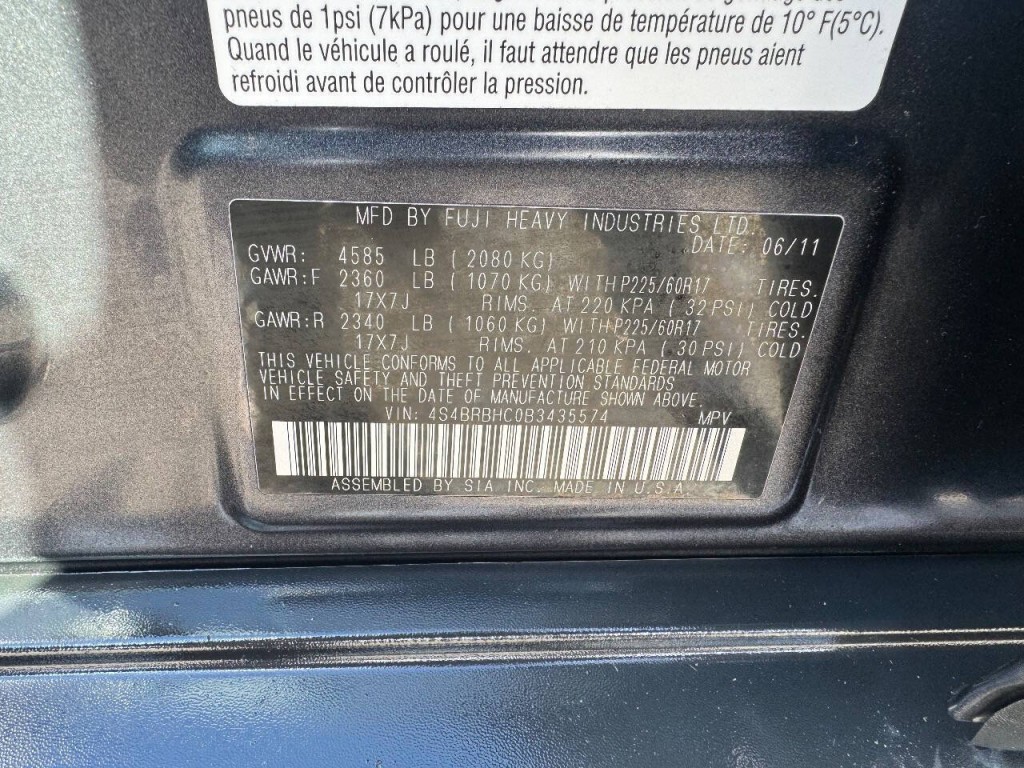 pneus de 1psi (7kPa) pour une baisse de température de 10° F(5°C).
Quand le véhicule a roulé, il faut attendre que les pneus aient
refroidi avant de contrôler la pression.
MFD BY FUJI HEAVY INDUSTRIES LTD.
DATE: 06/11
GVWR: 4585 LB ( 2080 KG)
GAWR:F 2360 LB ( 1070 KG) WITH P225/60R17 TIRES.
17X7J RIMS. AT 220 KPA ( 32 PSI) COLD
GAWR:R 2340 LB ( 1060 KG) WITH P225/60R17 TIRES.
17X7J RIMS. AT 210 KPA ( 30 PSI) COLD
THIS VEHICLE CONFORMS TO ALL APPLICABLE FEDERAL MOTOR
VEHICLE SAFETY AND THEFT PREVENTION STANDARDS
IN EFFECT ON THE DATE OF MANUFACTURE SHOWN ABOVE.
VIN: 4S4BRBHC0B3435574 MPV
ASSEMBLED BY SIA INC. MADE IN U.S.A.